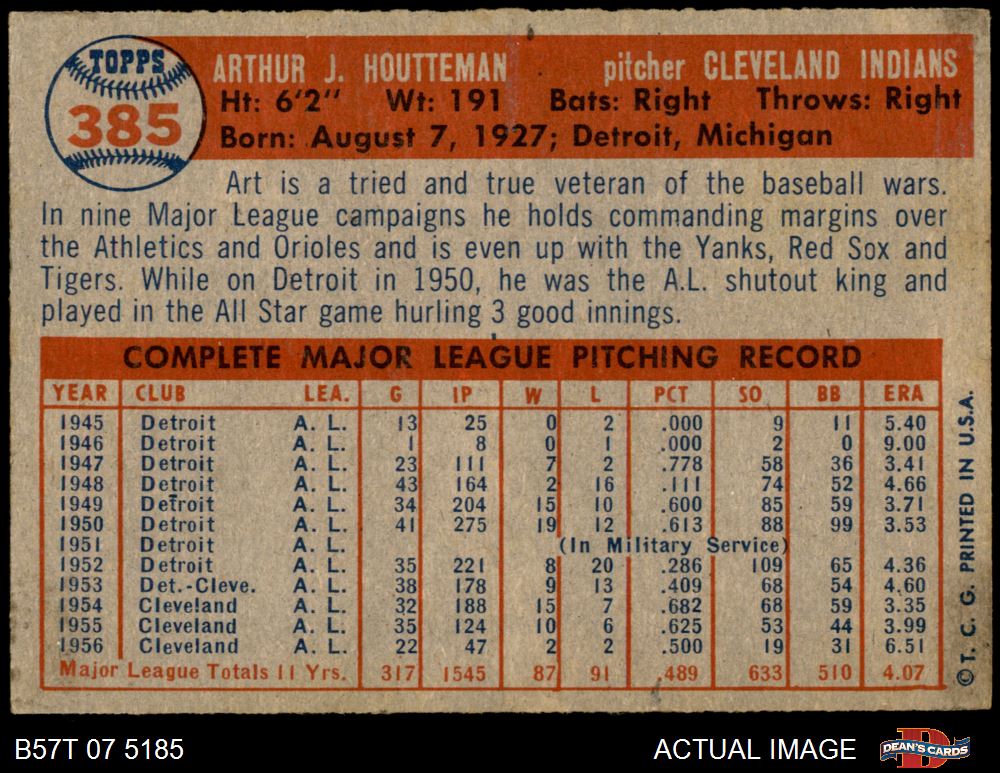 TOPPS
385
ARTHUR J. HOUTTEMAN pitcher CLEVELAND INDIANS
Ht: 6'2" Wt: 191 Bats: Right Throws: Right
Born: August 7, 1927; Detroit, Michigan
Art is a tried and true veteran of the baseball wars.
In nine Major League campaigns he holds commanding margins over
the Athletics and Orioles and is even up with the Yanks, Red Sox and
Tigers. While on Detroit in 1950, he was the A.L. shutout king and
played in the All Star game hurling 3 good innings.
COMPLETE MAJOR LEAGUE PITCHING RECORD
YEAR CLUB LEA. G IP W L PCT SO BB ERA
1945 Detroit A. L. 13 25 0 2 .000 9 11 5.40
1946 Detroit A. L. 1 8 0 1 .000 2 0 9.00
1947 Detroit A. L. 23 111 7 2 .778 58 36 3.41
1948 Detroit A. L. 43 164 2 16 .111 74 52 4.66
1949 Detroit A. L. 34 204 15 10 .600 85 59 3.71
1950 Detroit A. L. 41 275 19 12 .613 88 99 3.53
1951 Detroit A. L. (In Military Service)
1952 Detroit A. L. 35 221 8 20 .286 109 65 4.36
1953 Det.-Cleve. A. L. 38 178 9 13 .409 68 54 4.60
1954 Cleveland A. L. 32 188 15 7 .682 68 59 3.35
1955 Cleveland A. L. 35 124 10 6 .625 53 44 3.99
1956 Cleveland A. L. 22 47 2 2 .500 19 31 6.51
Major League Totals 11 Yrs. 317 1545 87 91 .489 633 510 4.07
©T. C. G. PRINTED IN U.S.A.
B57T 07 5185 ACTUAL IMAGE
DEAN'S CARDS